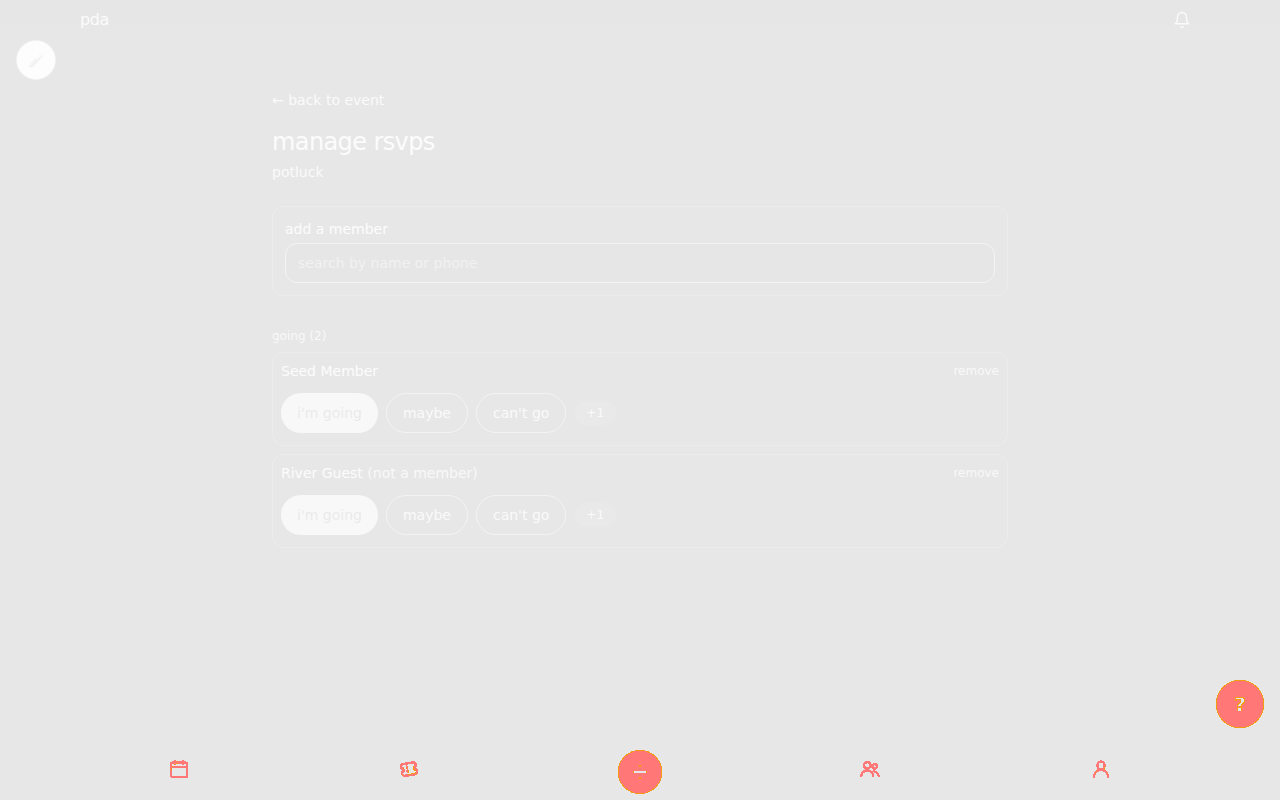 pda
← back to event
manage rsvps
potluck
add a member
search by name or phone
going (2)
Seed Member
remove
i'm going
maybe
can't go
+1
River Guest (not a member)
remove
i'm going
maybe
can't go
+1
?